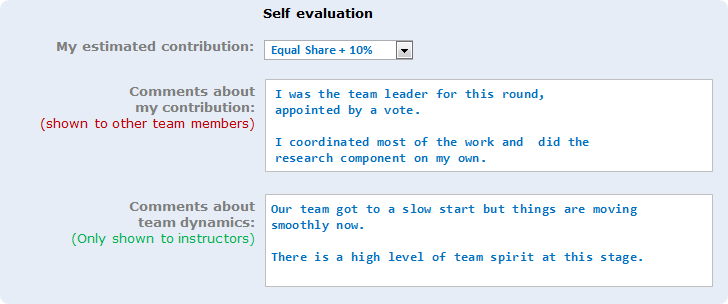 Self evaluation
My estimated contribution: Equal Share + 10%
Comments about
my contribution:
(shown to other team members)
I was the team leader for this round,
appointed by a vote.
I coordinated most of the work and  did the
research component on my own.
Comments about
team dynamics:
(Only shown to instructors)
Our team got to a slow start but things are moving
smoothly now.
There is a high level of team spirit at this stage.